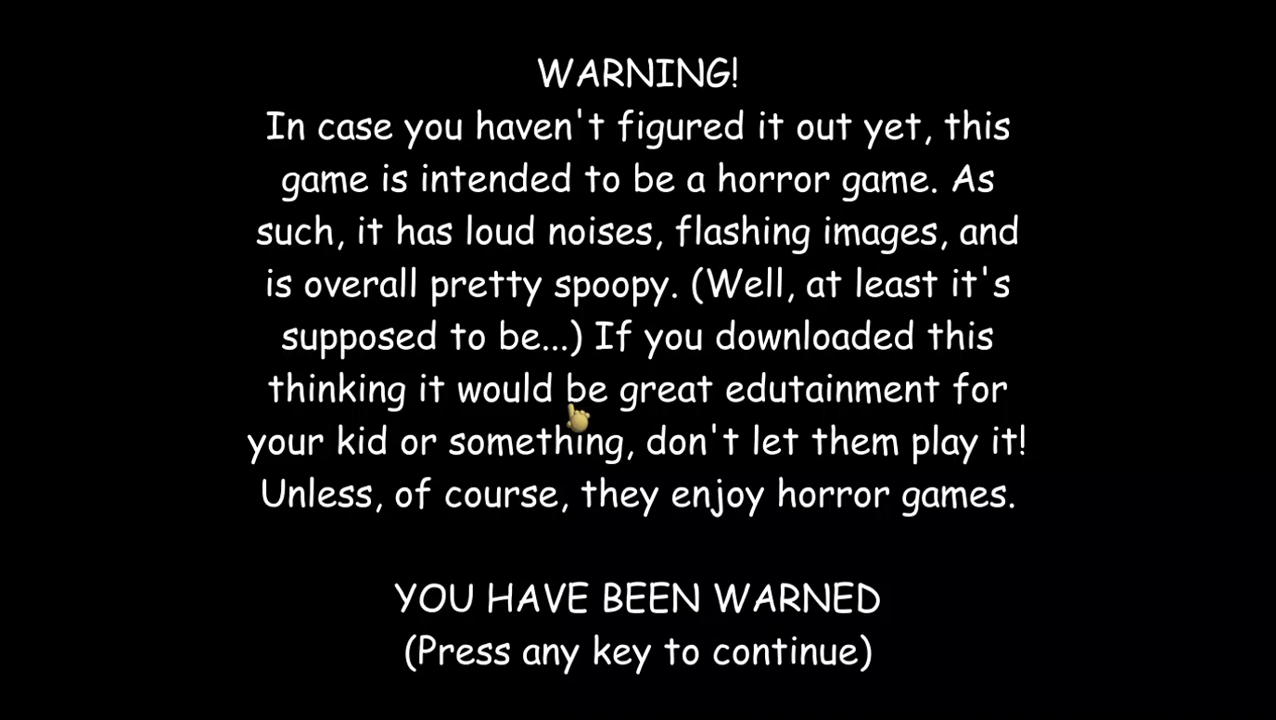 WARNING!
In case you haven't figured it out yet, this
game is intended to be a horror game. As
such, it has loud noises, flashing images, and
is overall pretty spoopy. (Well, at least it's
supposed to be...) If you downloaded this
thinking it would be great edutainment for
your kid or something, don't let them play it!
Unless, of course, they enjoy horror games.
YOU HAVE BEEN WARNED
(Press any key to continue)